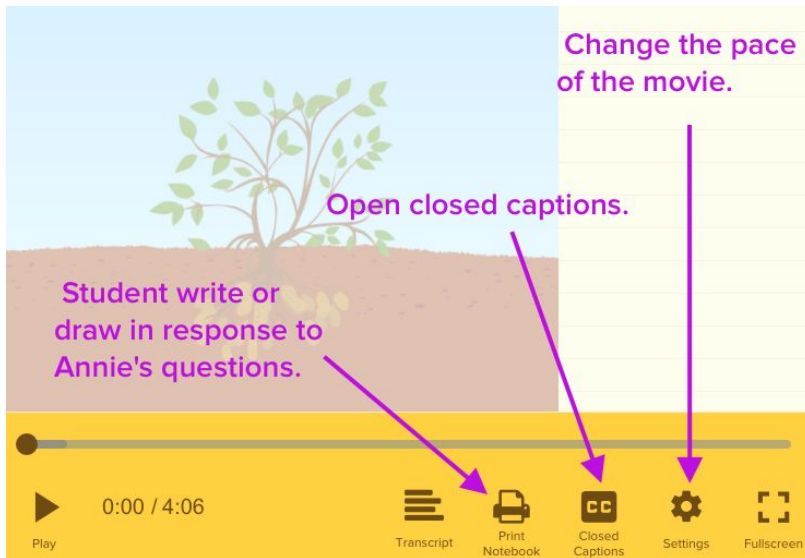 Change the pace
of the movie.
Open closed captions.
Student write or
draw in response to
Annie's questions.
0:00 / 4:06
Play
Transcript
Print
Notebook
Closed
Captions
CC
Settings
Fullscreen